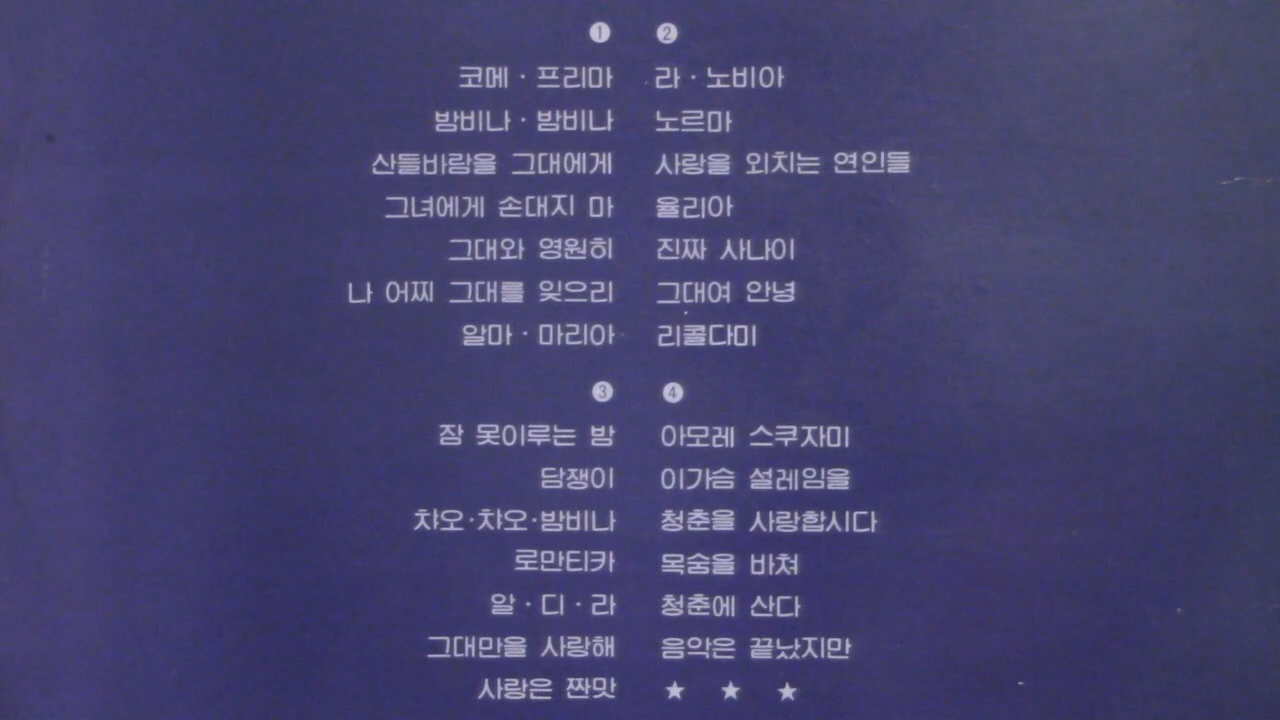 ❶
코메·프리마
밤비나·밤비나
산들바람을 그대에게
그녀에게 손대지 마
그대와 영원히
나 어찌 그대를 잊으리
알마·마리아
❷
라·노비아
노르마
사랑을 외치는 연인들
율리아
진짜 사나이
그대여 안녕
리콜다미
❸
잠 못이루는 밤
담쟁이
챠오·챠오·밤비나
로만티카
알·디·라
그대만을 사랑해
사랑은 짠맛
❹
아모레 스쿠자미
이가슴 설레임을
청춘을 사랑합시다
목숨을 바쳐
청춘에 산다
음악은 끝났지만
★ ★ ★